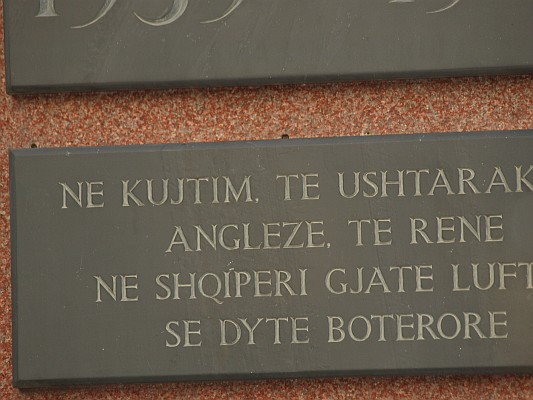 NE KUJTIM, TE USHTARAK
ANGLEZE, TE RENE
NE SHQIPERI GJATE LUFT
SE DYTE BOTERORE